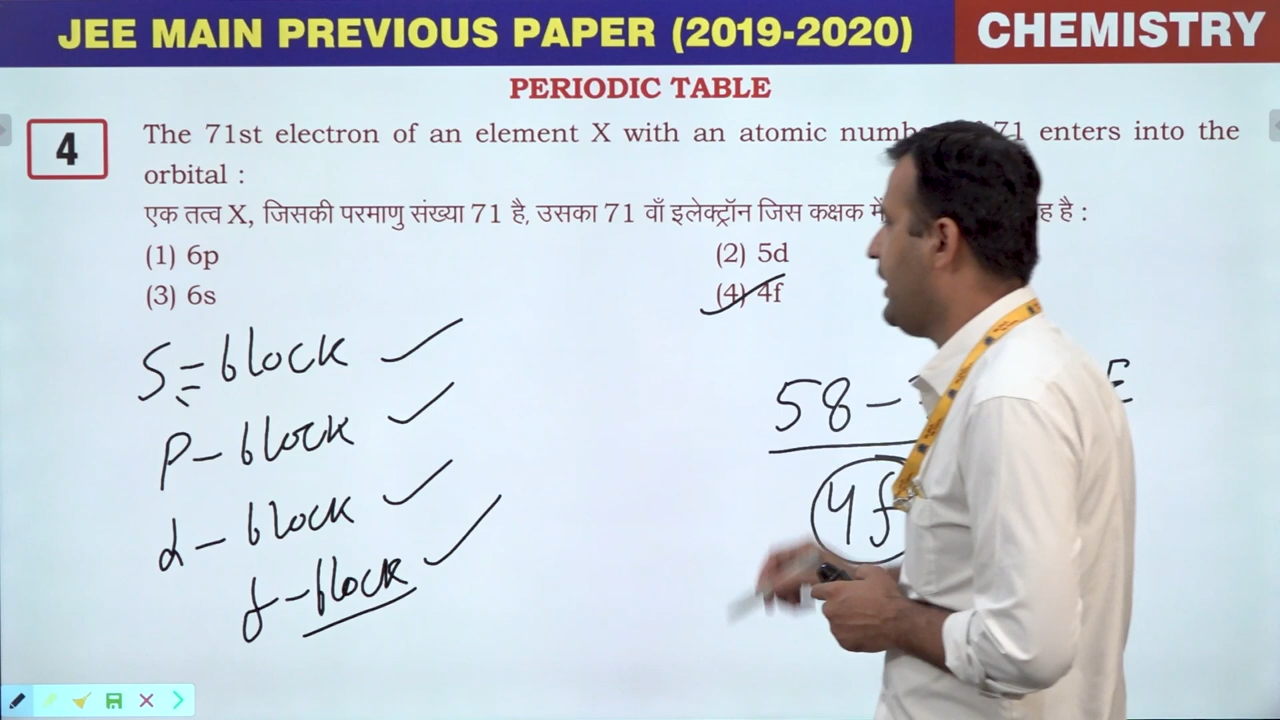 JEE MAIN PREVIOUS PAPER (2019-2020)
CHEMISTRY
PERIODIC TABLE
4
The 71st electron of an element X with an atomic 71 enters into the
orbital :
एक तत्व X, जिसकी परमाणु संख्या 71 है, उसका 71 वाँ इलेक्ट्रॉन जिस कक्षक है :
(1) 6p
(2) 5d
(3) 6s
(4) 4f
S = block
P - block
d - block
f - block
58 -
4f